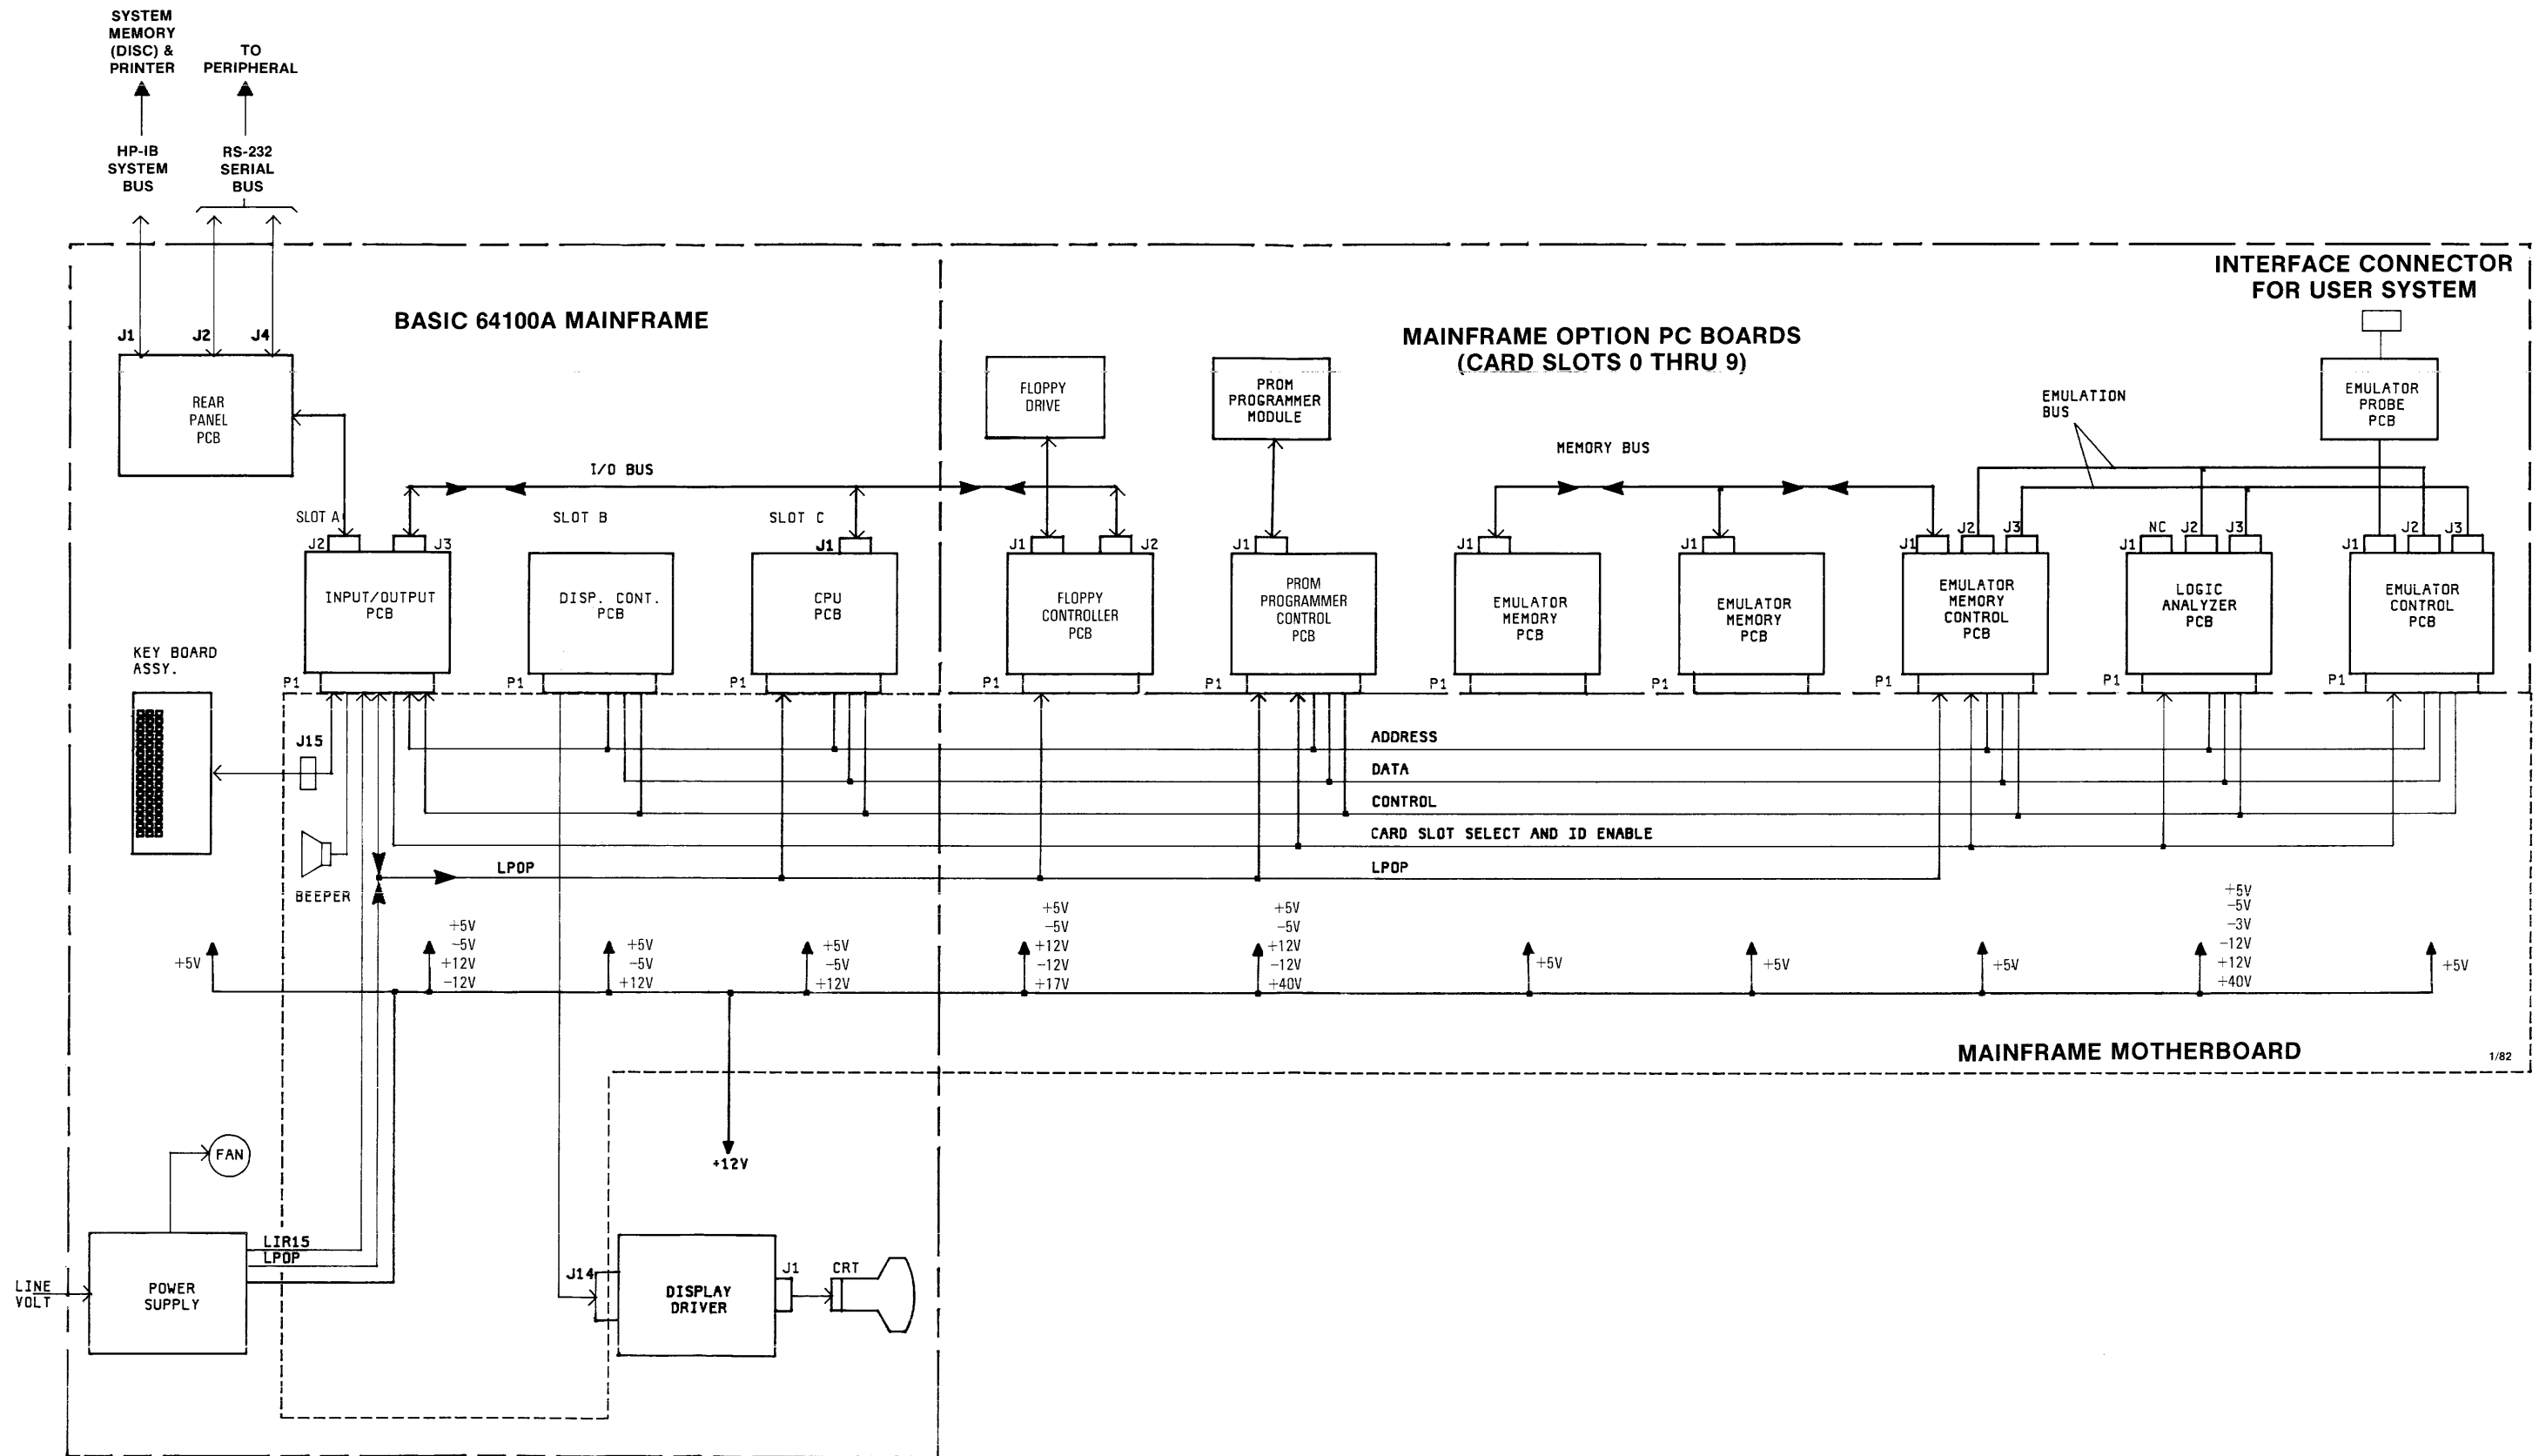 SYSTEM
MEMORY
(DISC) &
PRINTER
TO
PERIPHERAL
HP-IB
SYSTEM
BUS
RS-232
SERIAL
BUS
INTERFACE CONNECTOR
FOR USER SYSTEM
BASIC 64100A MAINFRAME
MAINFRAME OPTION PC BOARDS
(CARD SLOTS 0 THRU 9)
J1
J2
J4
REAR
PANEL
PCB
FLOPPY
DRIVE
PROM
PROGRAMMER
MODULE
EMULATION
BUS
EMULATOR
PROBE
PCB
I/O BUS
MEMORY BUS
SLOT A
SLOT B
SLOT C
J2
J3
J1
J1
J2
J1
J1
J1
J1
J2
J3
J1
NC
J2
J3
J1
J2
J3
INPUT/OUTPUT
PCB
DISP. CONT.
PCB
CPU
PCB
FLOPPY
CONTROLLER
PCB
PROM
PROGRAMMER
CONTROL
PCB
EMULATOR
MEMORY
PCB
EMULATOR
MEMORY
PCB
EMULATOR
MEMORY
CONTROL
PCB
LOGIC
ANALYZER
PCB
EMULATOR
CONTROL
PCB
KEY BOARD
ASSY.
P1
P1
P1
P1
P1
P1
P1
P1
P1
P1
J15
ADDRESS
DATA
CONTROL
CARD SLOT SELECT AND ID ENABLE
LPOP
LPOP
BEEPER
+5V
+5V
-5V
+12V
-12V
+5V
-5V
+12V
+5V
-5V
+12V
+5V
-5V
+12V
-12V
+17V
+5V
-5V
+12V
-12V
+40V
+5V
+5V
+5V
+5V
-5V
-3V
-12V
+12V
+40V
+5V
MAINFRAME MOTHERBOARD
1/82
+12V
FAN
LIR15
LPOP
LINE
VOLT
POWER
SUPPLY
J14
DISPLAY
DRIVER
J1
CRT